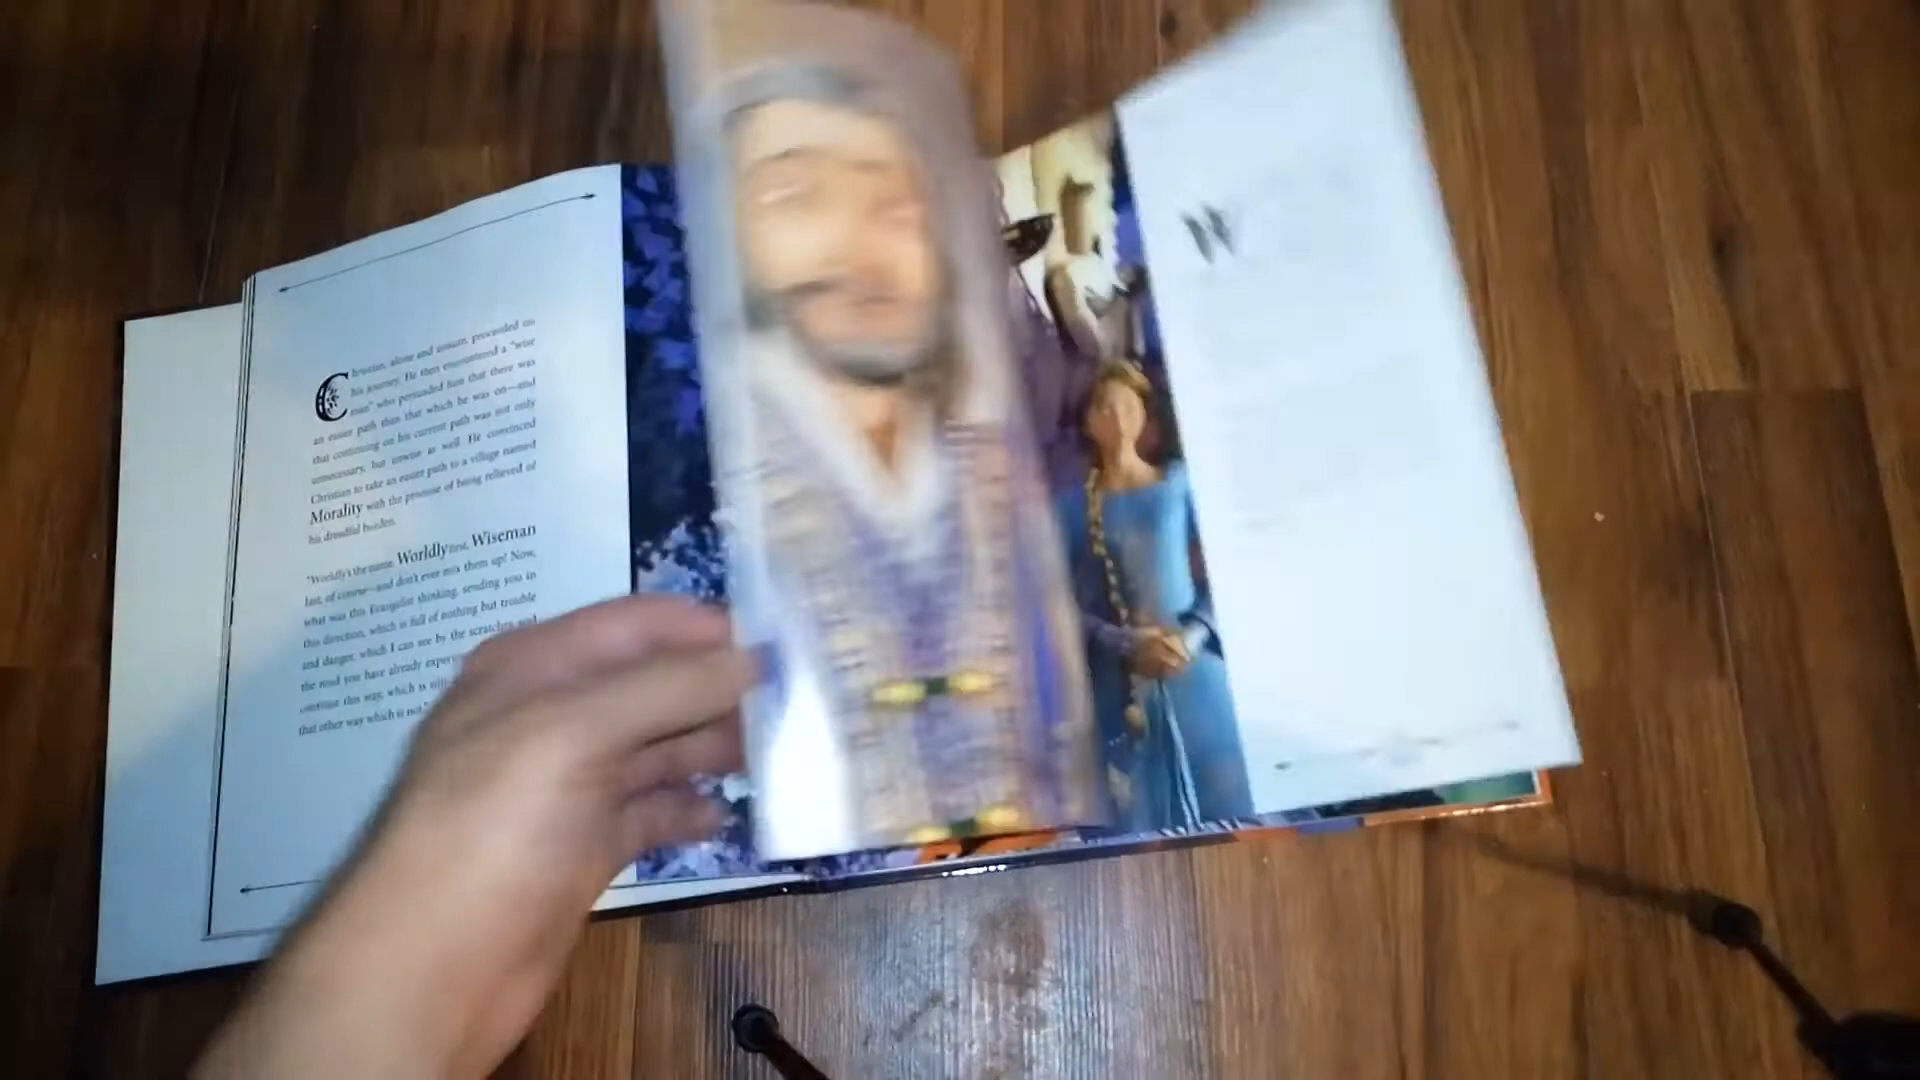 Christian, alone and unsure, proceeded on
his journey. He then encountered a "wise
man" who persuaded him that there was
an easier path than that which he was on—and
that continuing on his current path was not only
unnecessary, but unwise as well. He convinced
Christian to take an easier path to a village named
Morality with the promise of being relieved of
his dreadful burden.
"Worldly's the name. Worldly first, Wiseman
last, of course—and don't ever mix them up! Now,
what was this Evangelist thinking, sending you in
this direction, which is full of nothing but trouble
and danger, which I can see by the scratches and
the road you have already
continue this way, which is
that other way which is not."
W